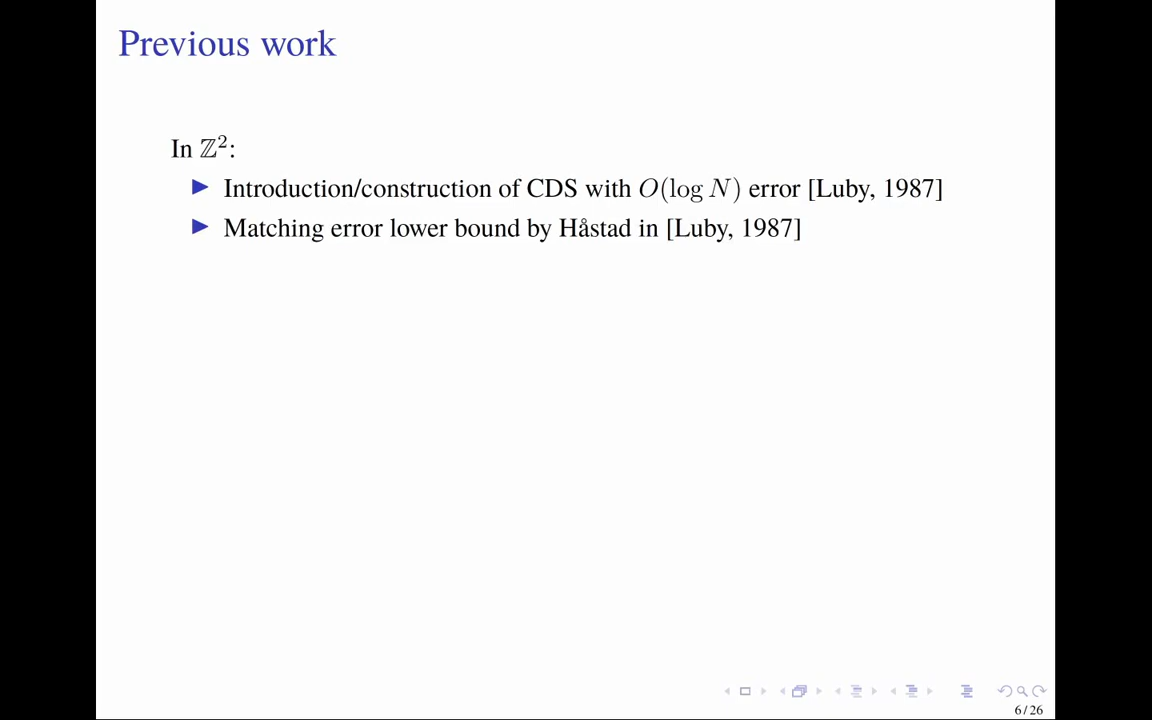 Previous work
In ℤ²:
▶ Introduction/construction of CDS with O(log N) error [Luby, 1987]
▶ Matching error lower bound by Håstad in [Luby, 1987]
6 / 26